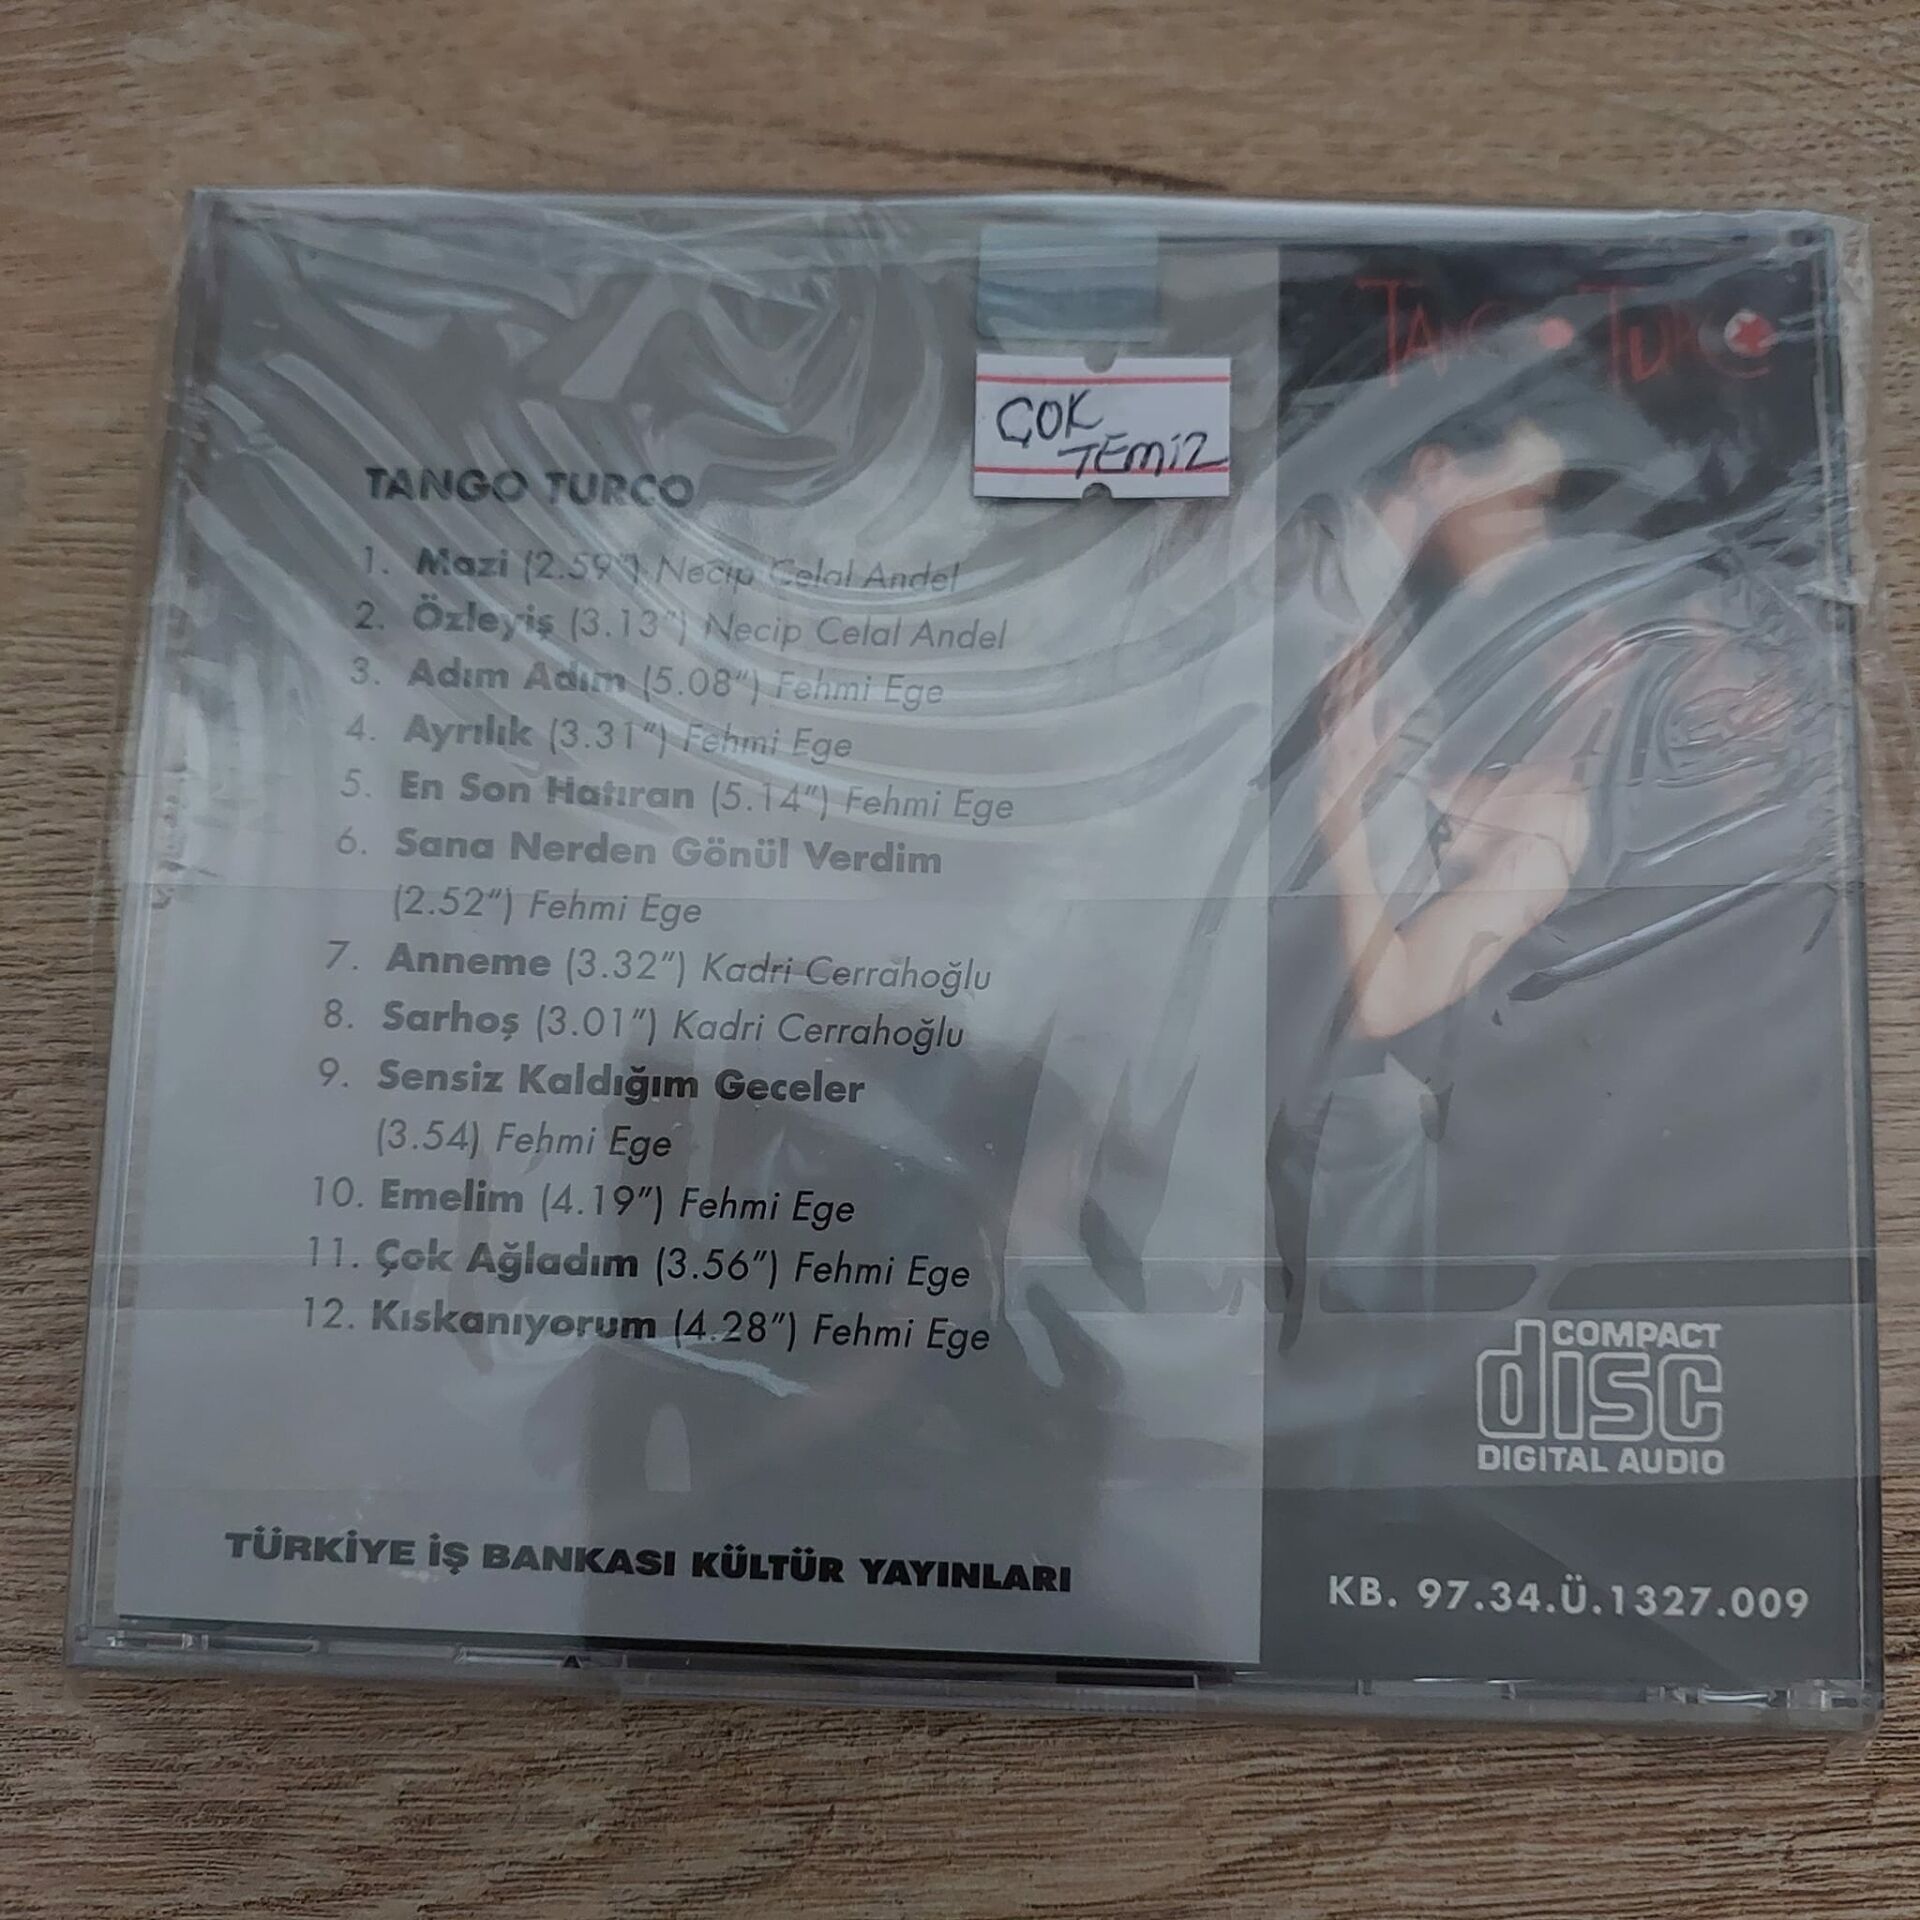 TANGO TURCO
ÇOK
TEMİZ
TANGO TURCO
1. Mazi (2.59") Necip Celal Andel
2. Özleyiş (3.13") Necip Celal Andel
3. Adım Adım (5.08") Fehmi Ege
4. Ayrılık (3.31") Fehmi Ege
5. En Son Hatıran (5.14") Fehmi Ege
6. Sana Nerden Gönül Verdim
(2.52") Fehmi Ege
7. Anneme (3.32") Kadri Cerrahoğlu
8. Sarhoş (3.01") Kadri Cerrahoğlu
9. Sensiz Kaldığım Geceler
(3.54) Fehmi Ege
10. Emelim (4.19") Fehmi Ege
11. Çok Ağladım (3.56") Fehmi Ege
12. Kıskanıyorum (4.28") Fehmi Ege
COMPACT
disc
DIGITAL AUDIO
TÜRKİYE İŞ BANKASI KÜLTÜR YAYINLARI
KB. 97.34.Ü.1327.009